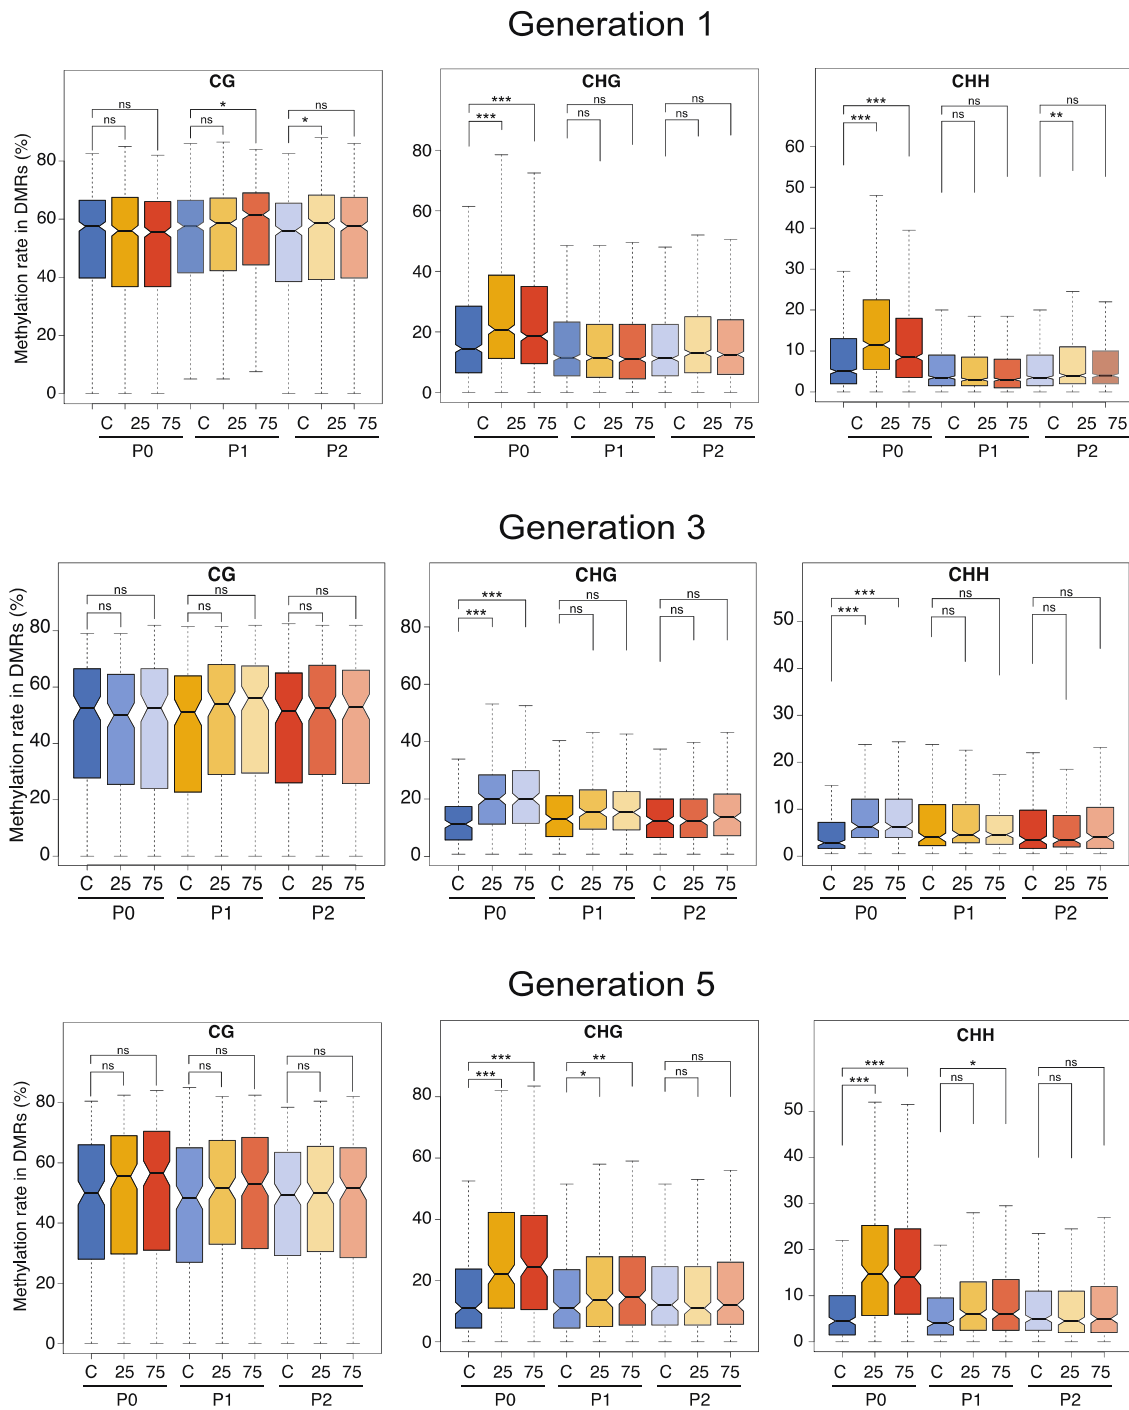 Generation 1
CG
CHG
CHH
Methylation rate in DMRs (%)
80
60
40
20
0
ns
ns
*
ns
ns
*
80
60
40
20
0
***
***
ns
ns
ns
ns
60
50
40
30
20
10
0
***
***
ns
ns
ns
**
C 25 75 C 25 75 C 25 75
P0 P1 P2
C 25 75 C 25 75 C 25 75
P0 P1 P2
C 25 75 C 25 75 C 25 75
P0 P1 P2
Generation 3
CG
CHG
CHH
Methylation rate in DMRs (%)
80
60
40
20
0
ns
ns
ns
ns
ns
ns
80
60
40
20
0
***
***
ns
ns
ns
ns
50
40
30
20
10
0
***
***
ns
ns
ns
ns
C 25 75 C 25 75 C 25 75
P0 P1 P2
C 25 75 C 25 75 C 25 75
P0 P1 P2
C 25 75 C 25 75 C 25 75
P0 P1 P2
Generation 5
CG
CHG
CHH
Methylation rate in DMRs (%)
80
60
40
20
0
ns
ns
ns
ns
ns
ns
80
60
40
20
0
***
***
**
*
ns
ns
50
40
30
20
10
0
***
***
*
ns
ns
ns
C 25 75 C 25 75 C 25 75
P0 P1 P2
C 25 75 C 25 75 C 25 75
P0 P1 P2
C 25 75 C 25 75 C 25 75
P0 P1 P2